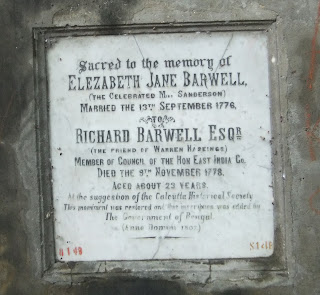 Sacred to the memory of
ELEZABETH JANE BARWELL,
(THE CELEBRATED MISS SANDERSON)
MARRIED THE 13TH SEPTEMBER 1776,
TO
RICHARD BARWELL ESQR
(THE FRIEND OF WARREN HASTINGS)
MEMBER OF COUNCIL OF THE HON EAST INDIA Co.
DIED THE 9TH NOVEMBER 1778.
AGED ABOUT 23 YEARS.
At the suggestion of the Calcutta Historical Society
This monument was restored and this inscription was added by
The Government of Bengal